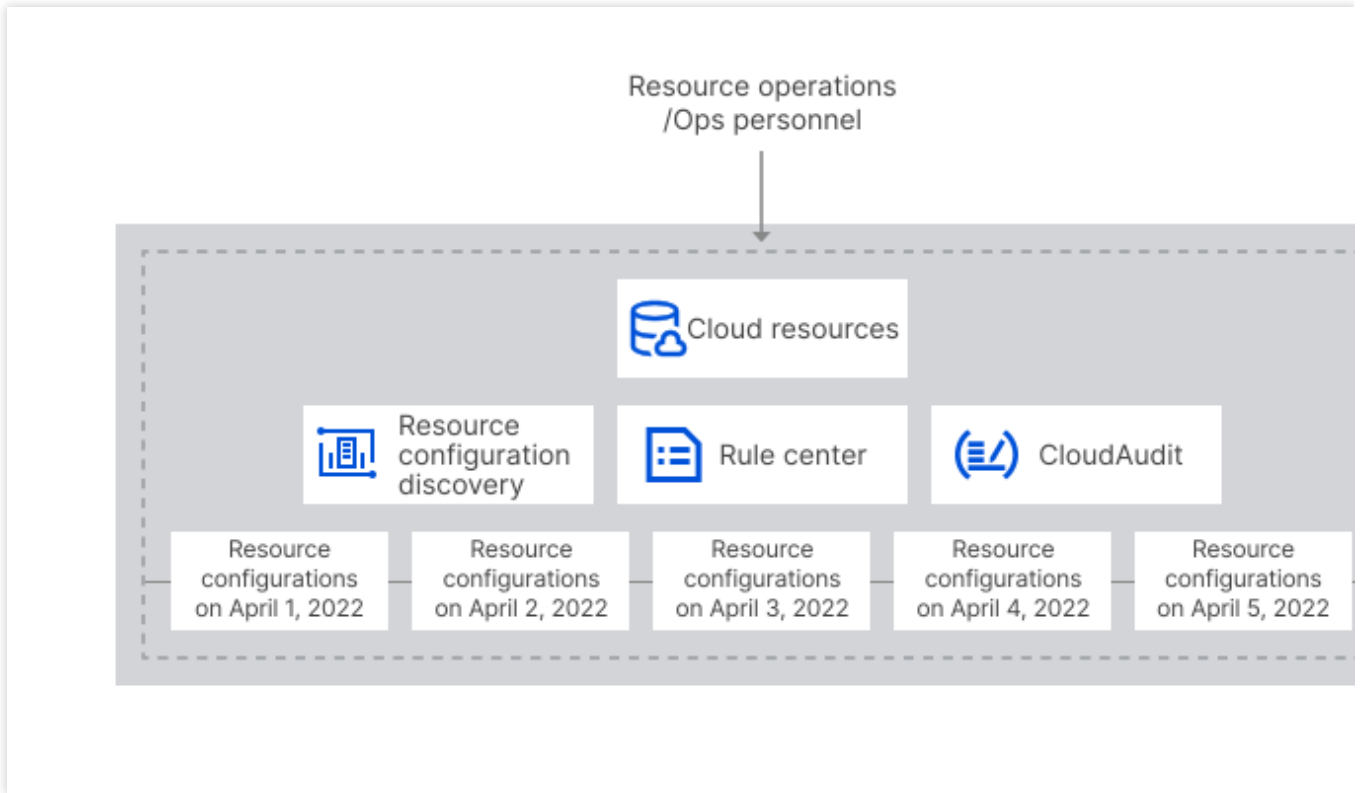 Resource operations
/Ops personnel
Cloud resources
Resource
configuration
discovery
Rule center
CloudAudit
Resource
configurations
on April 1, 2022
Resource
configurations
on April 2, 2022
Resource
configurations
on April 3, 2022
Resource
configurations
on April 4, 2022
Resource
configurations
on April 5, 2022